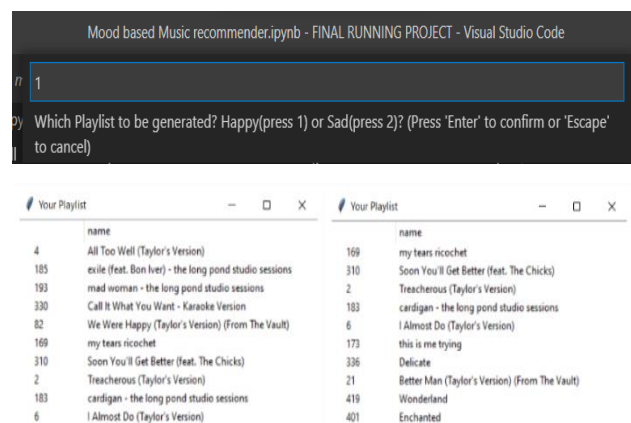 Mood based Music recommender.ipynb - FINAL RUNNING PROJECT - Visual Studio Code
1
Which Playlist to be generated? Happy(press 1) or Sad(press 2)? (Press 'Enter' to confirm or 'Escape'
to cancel)
Your Playlist
name
4 All Too Well (Taylor's Version)
185 exile (feat. Bon Iver) - the long pond studio sessions
193 mad woman - the long pond studio sessions
330 Call It What You Want - Karaoke Version
82 We Were Happy (Taylor's Version) (From The Vault)
169 my tears ricochet
310 Soon You'll Get Better (feat. The Chicks)
2 Treacherous (Taylor's Version)
183 cardigan - the long pond studio sessions
6 I Almost Do (Taylor's Version)
Your Playlist
name
169 my tears ricochet
310 Soon You'll Get Better (feat. The Chicks)
2 Treacherous (Taylor's Version)
183 cardigan - the long pond studio sessions
6 I Almost Do (Taylor's Version)
173 this is me trying
336 Delicate
21 Better Man (Taylor's Version) (From The Vault)
419 Wonderland
401 Enchanted